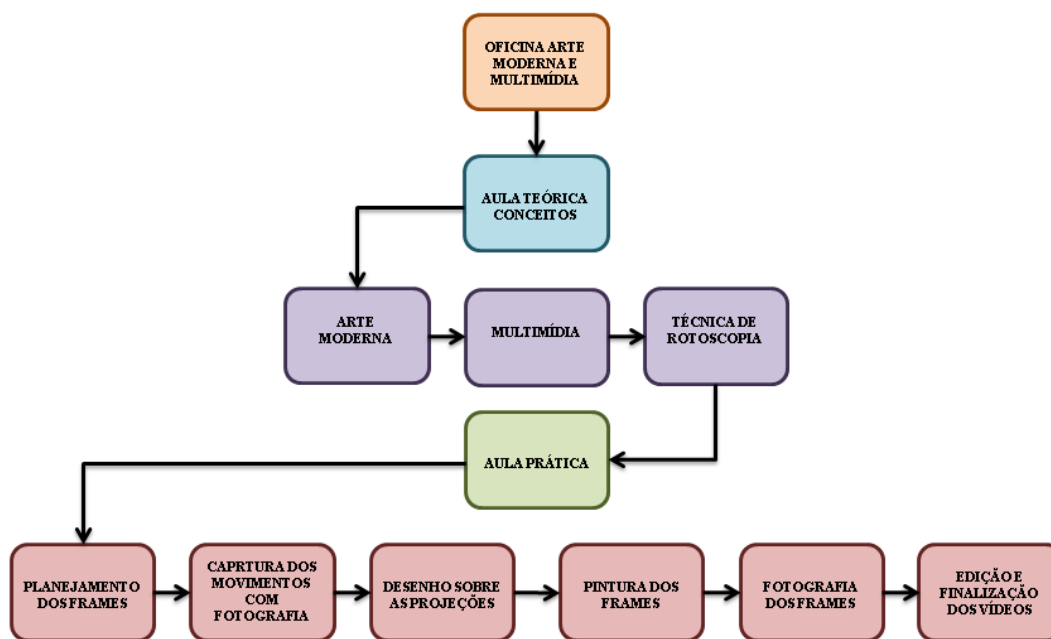 OFICINA ARTE
MODERNA E
MULTIMÍDIA
AULA TEÓRICA
CONCEITOS
ARTE
MODERNA
MULTIMÍDIA
TÉCNICA DE
ROTOSCOPIA
AULA PRÁTICA
PLANEJAMENTO
DOS FRAMES
CAPRTURA DOS
MOVIMENTOS
COM
FOTOGRAFIA
DESENHO SOBRE
AS PROJEÇÕES
PINTURA DOS
FRAMES
FOTOGRAFIA
DOS FRAMES
EDIÇÃO E
FINALIZAÇÃO
DOS VÍDEOS